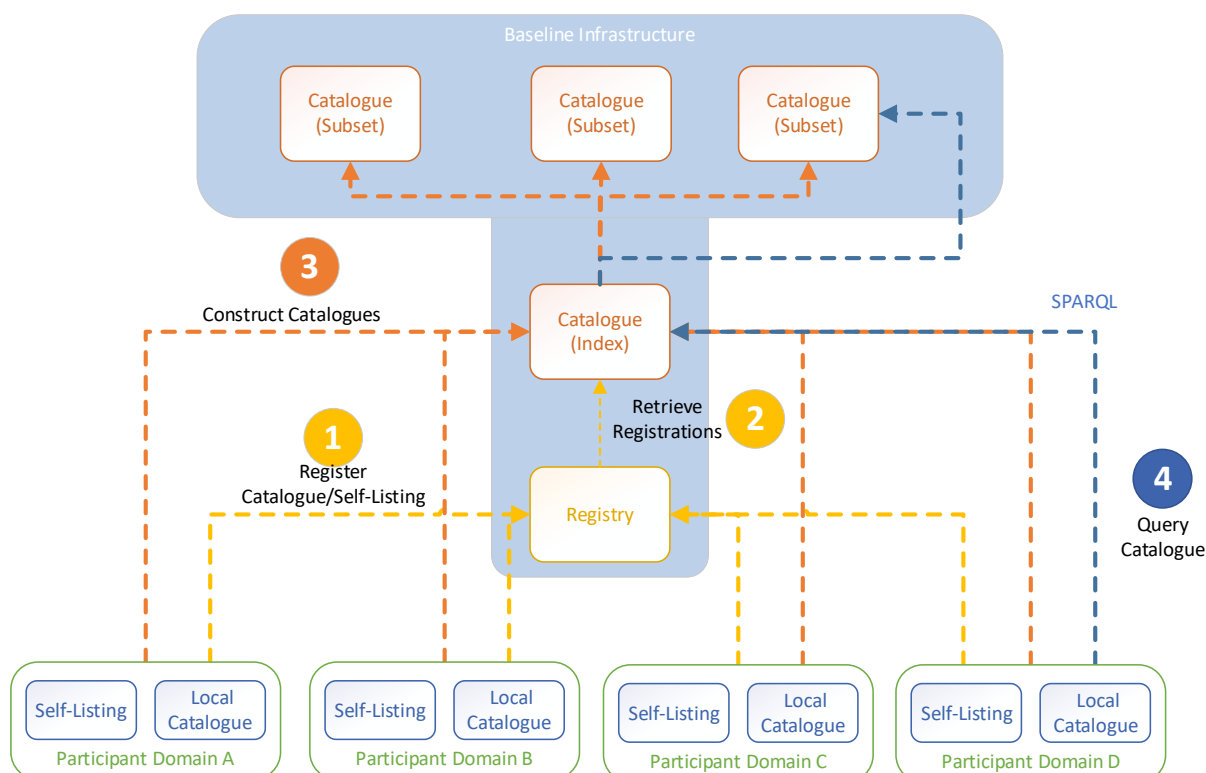 Baseline Infrastructure
Catalogue
(Subset)
Catalogue
(Subset)
Catalogue
(Subset)
3
Construct Catalogues
Catalogue
(Index)
SPARQL
Retrieve
Registrations
2
1
Register
Catalogue/Self-Listing
Registry
4
Query
Catalogue
Self-Listing
Local
Catalogue
Participant Domain A
Self-Listing
Local
Catalogue
Participant Domain B
Self-Listing
Local
Catalogue
Participant Domain C
Self-Listing
Local
Catalogue
Participant Domain D